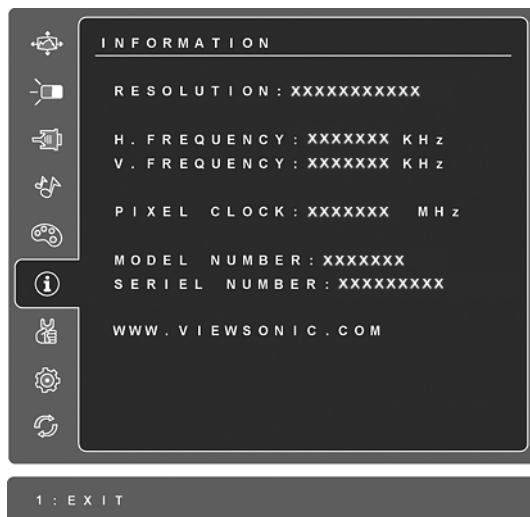 INFORMATION
RESOLUTION: XXXXXXXXXXX
H. FREQUENCY: XXXXXXX KHz
V. FREQUENCY: XXXXXXX KHz
PIXEL CLOCK: XXXXXXX MHz
MODEL NUMBER: XXXXXXX
SERIEL NUMBER: XXXXXXXXX
WWW.VIEWSONIC.COM
1:EXIT